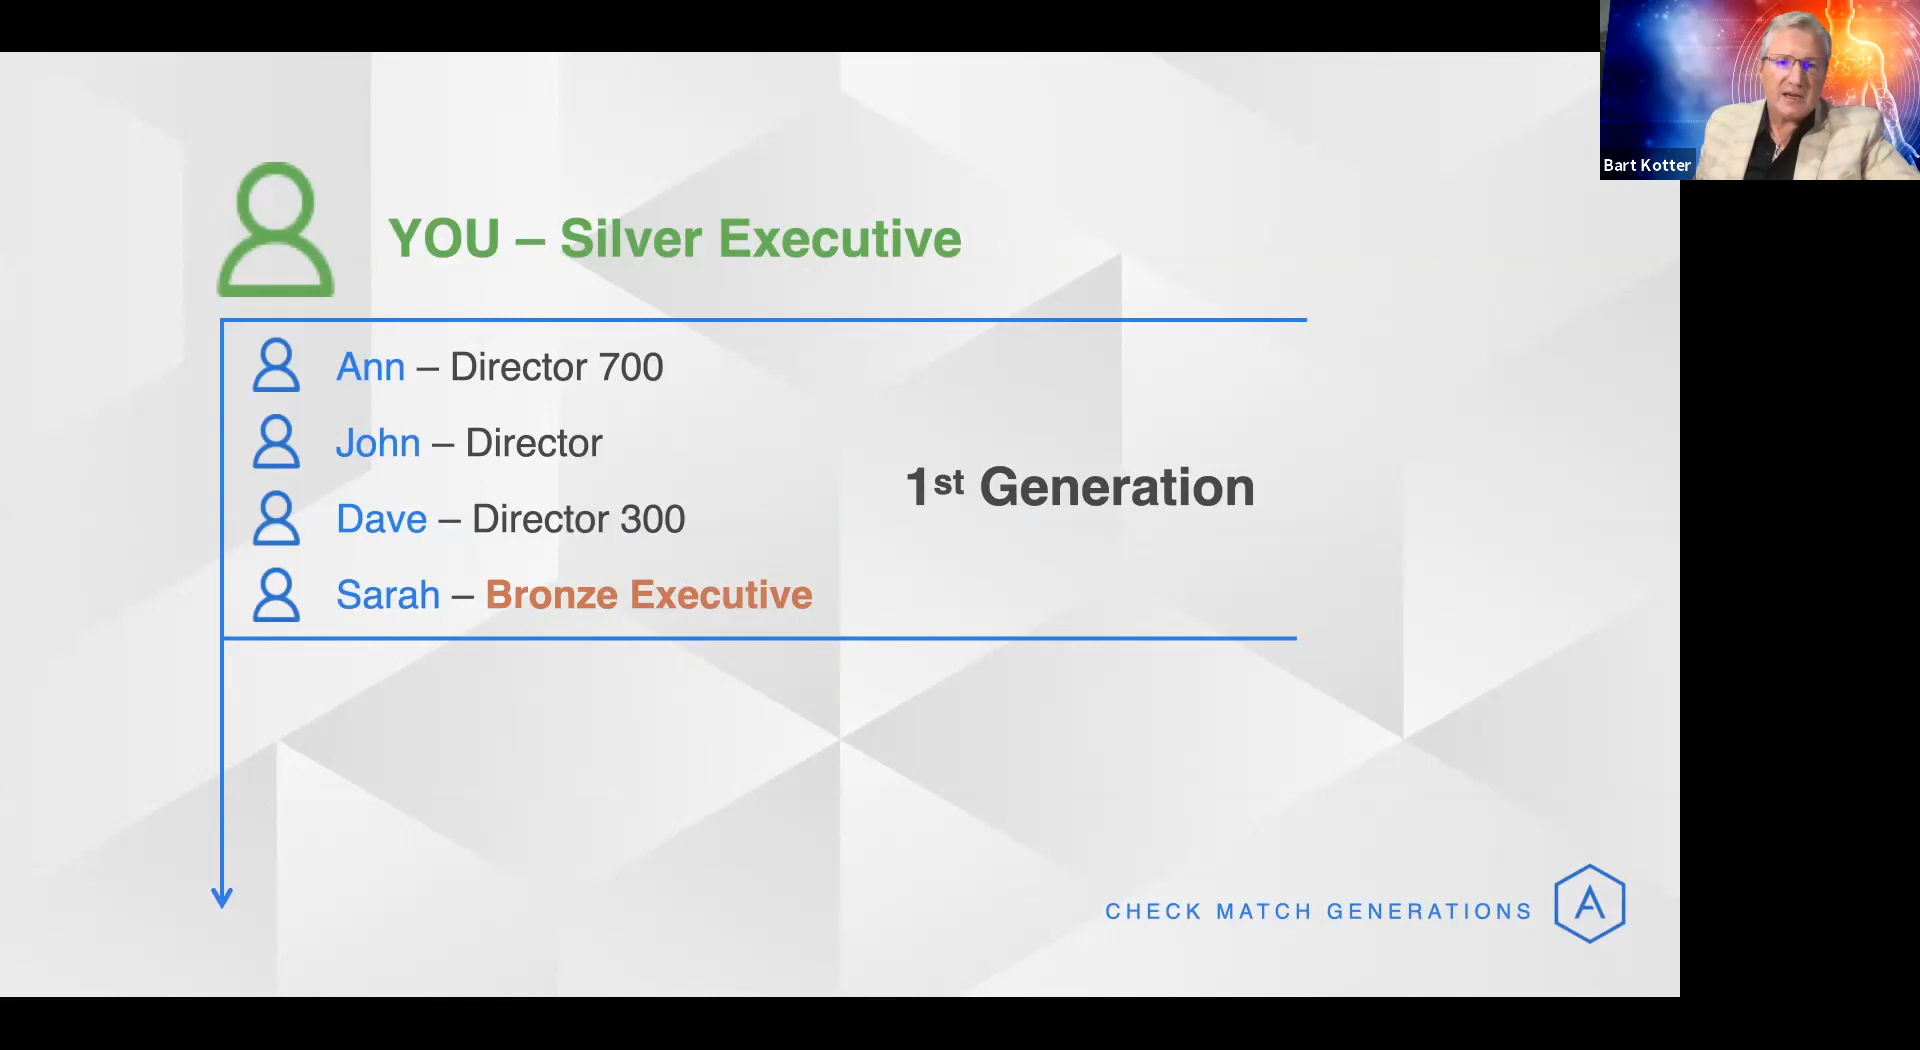 Bart Kotter
YOU – Silver Executive
Ann – Director 700
John – Director
Dave – Director 300
Sarah – Bronze Executive
1st Generation
CHECK MATCH GENERATIONS
A